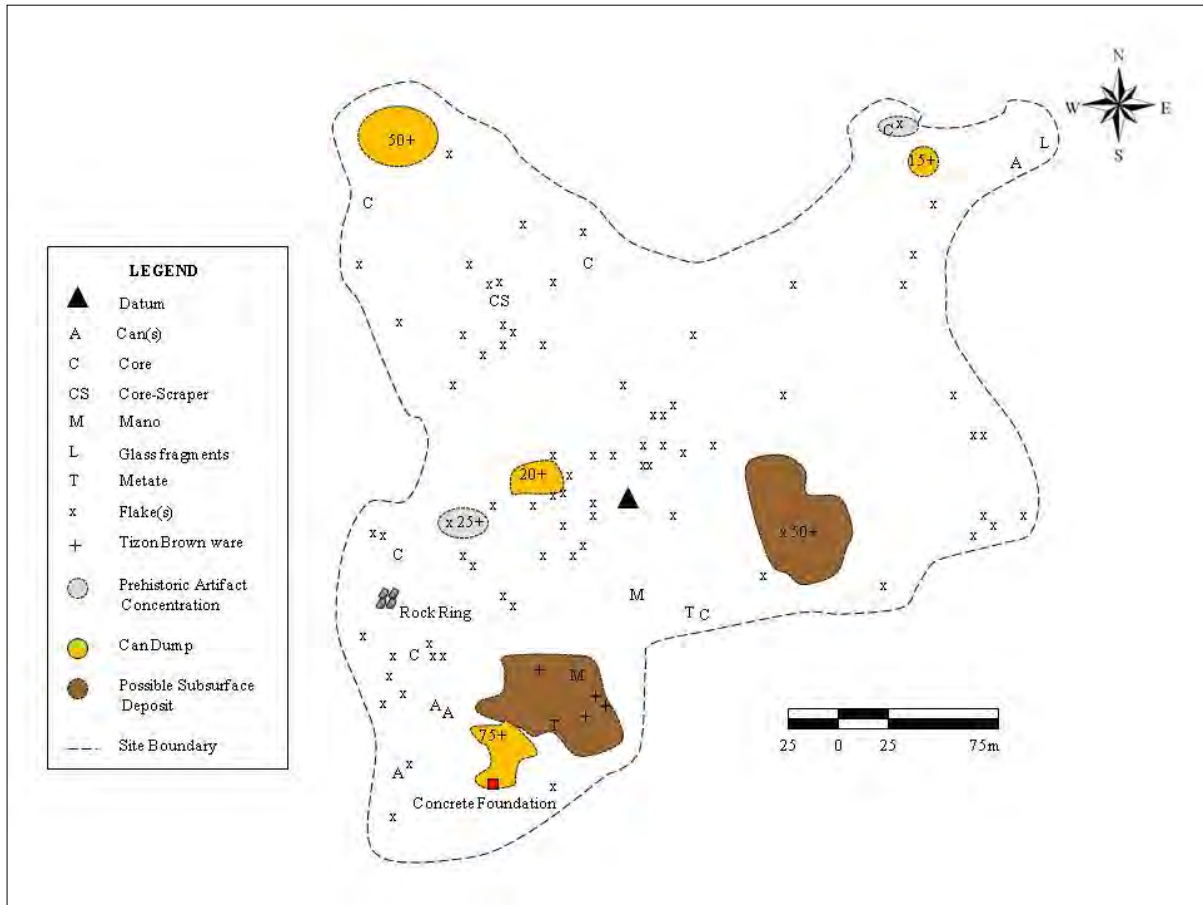 N
W E
S
50+
C x
15+
L
A
x
x
C
x
x
x
C
x
x
x
x x
x
x
x
x
CS
x
x
x
x
x
x
x
x
x
x
x
x
x
x x
x
x
x
x
x
x
x
x x
x
x
x
x
x
x x
20+
x
x
x
x
x
x
x
x
x
x 25+
x
x
x
x
x
x x
x 50+
C
x
x
x
x
x
x
x
x
x
x
M
T C
Rock Ring
x
x
C
x
x
x x
x
x
x
A
A
+
M
+
+
+
T
75+
A
x
x
Concrete Foundation
x
LEGEND
Datum
A Can(s)
C Core
CS Core-Scraper
M Mano
L Glass fragments
T Metate
x Flake(s)
+ Tizon Brown ware
Prehistoric Artifact
Concentration
Can Dump
Possible Subsurface
Deposit
Site Boundary
25 0 25 75m